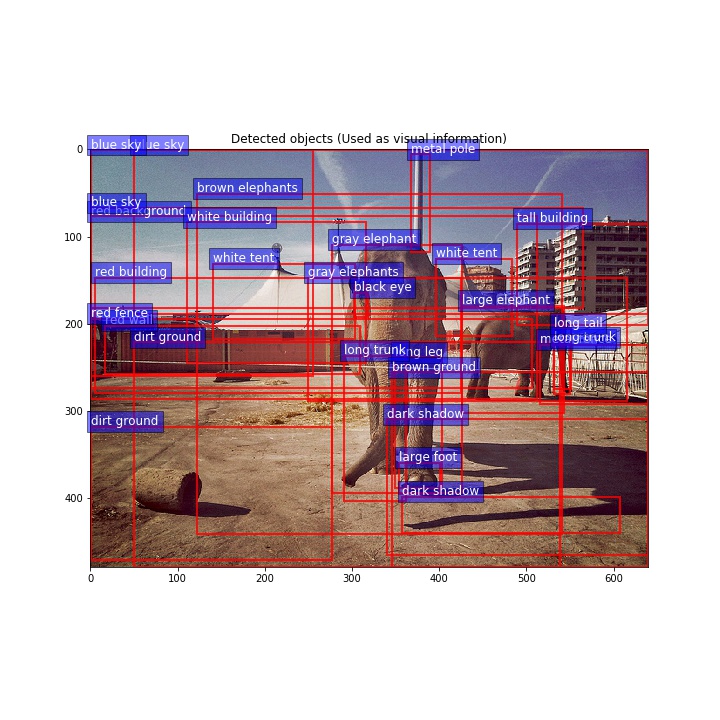 Detected objects (Used as visual information)
blue sky
blue sky
metal pole
brown elephants
blue sky
red background
white building
tall building
gray elephant
white tent
white tent
red building
gray elephants
black eye
large elephant
red fence
red wall
long tail
dirt ground
long trunk
long trunk
long leg
brown ground
dark shadow
dirt ground
large foot
dark shadow
0
100
200
300
400
0
100
200
300
400
500
600